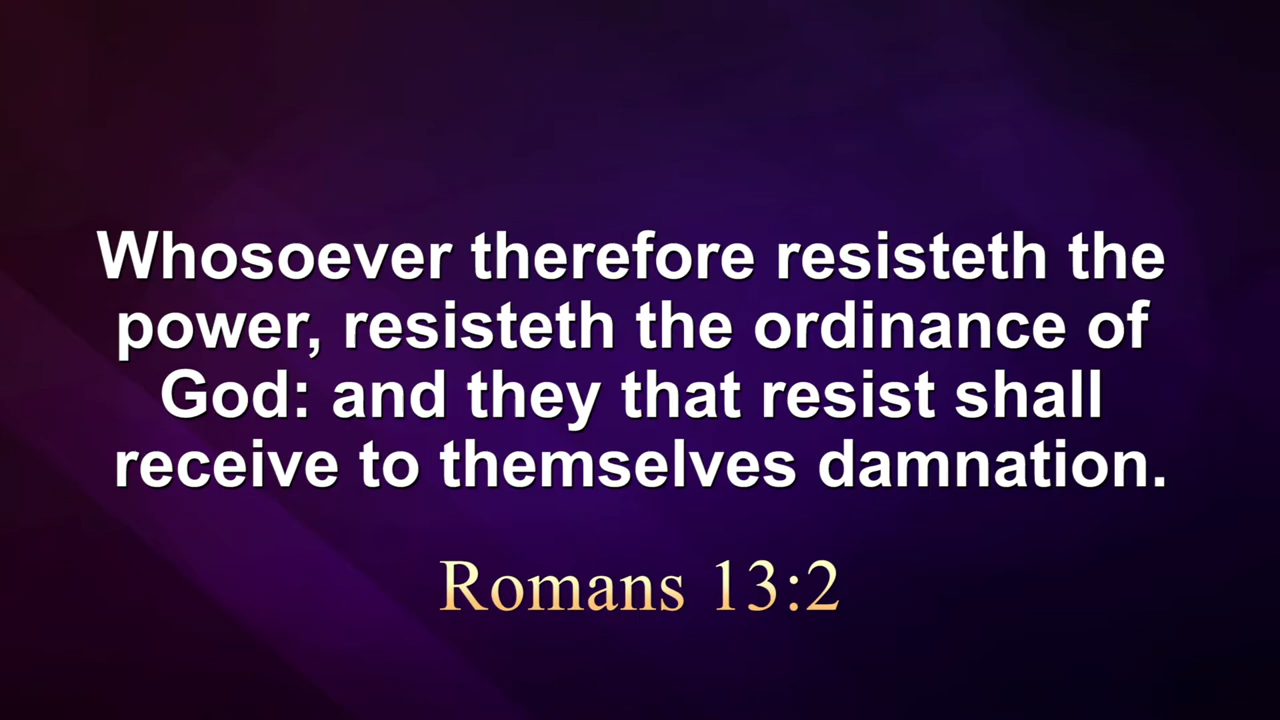 Whosoever therefore resisteth the
power, resisteth the ordinance of
God: and they that resist shall
receive to themselves damnation.
Romans 13:2